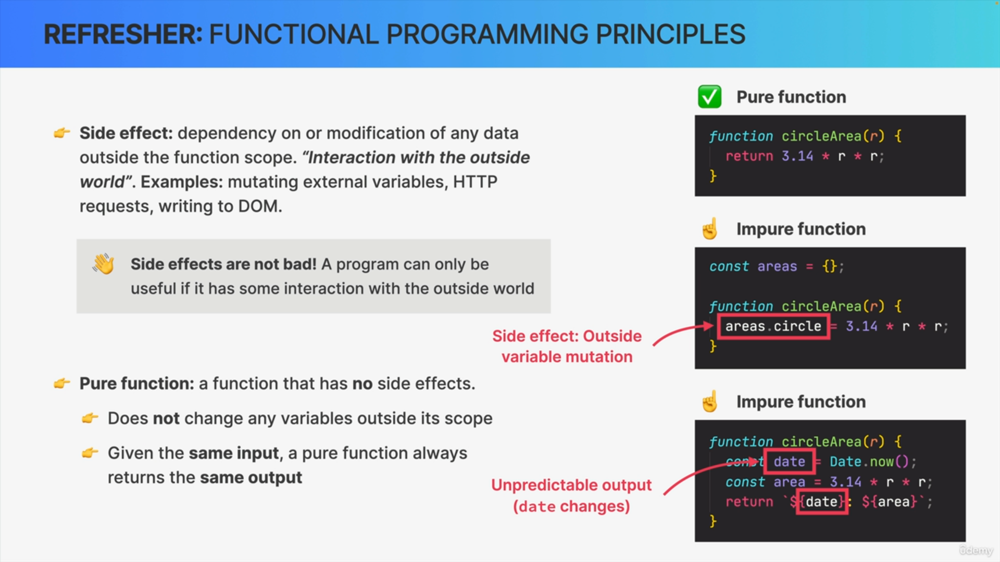 REFRESHER: FUNCTIONAL PROGRAMMING PRINCIPLES
👉 Side effect: dependency on or modification of any data
outside the function scope. “Interaction with the outside
world”. Examples: mutating external variables, HTTP
requests, writing to DOM.
👋 Side effects are not bad! A program can only be
useful if it has some interaction with the outside world
👉 Pure function: a function that has no side effects.
👉 Does not change any variables outside its scope
👉 Given the same input, a pure function always
returns the same output
✅ Pure function
function circleArea(r) {
return 3.14 * r * r;
}
☝️ Impure function
const areas = {};
function circleArea(r) {
areas.circle = 3.14 * r * r;
}
Side effect: Outside
variable mutation
☝️ Impure function
function circleArea(r) {
const date = Date.now();
const area = 3.14 * r * r;
return `${date}: ${area}`;
}
Unpredictable output
(date changes)
ûdemy